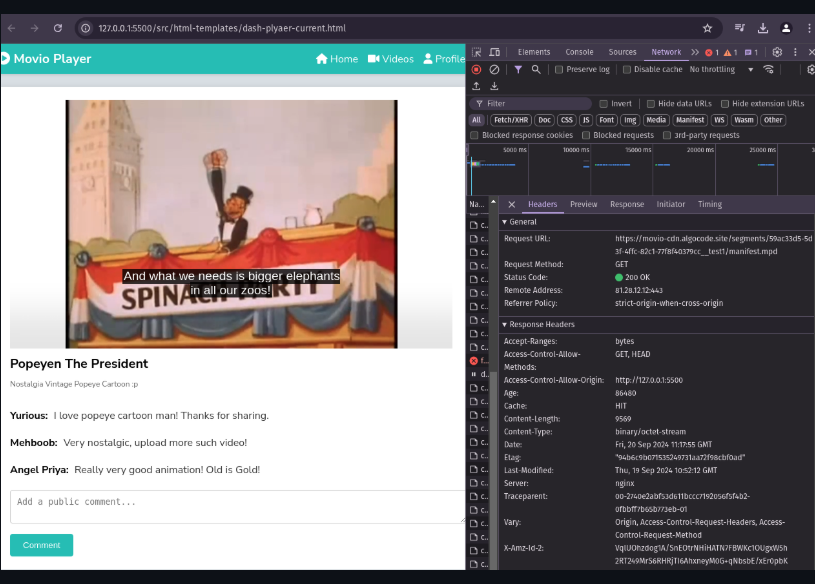 127.0.0.1:5500/src/html-templates/dash-plyaer-current.html
Movio Player
Home
Videos
Profile
SPINACH PARTY
And what we needs is bigger elephants
in all our zoos!
Popeyen The President
Nostalgia Vintage Popeye Cartoon :p
Yurious: I love popeye cartoon man! Thanks for sharing.
Mehboob: Very nostalgic, upload more such video!
Angel Priya: Really very good animation! Old is Gold!
Add a public comment...
Comment
Elements Console Sources Network 1 1 1
Preserve log Disable cache No throttling
Filter Invert Hide data URLs Hide extension URLs
All Fetch/XHR Doc CSS JS Font Img Media Manifest WS Wasm Other
Blocked response cookies Blocked requests 3rd-party requests
5000 ms 10000 ms 15000 ms 20000 ms 25000 ms
Na... Headers Preview Response Initiator Timing
General
Request URL: https://movio-cdn.algocode.site/segments/59ac33d5-5d
3f-4ffc-82c1-77f8f40379cc__test1/manifest.mpd
Request Method: GET
Status Code: 200 OK
Remote Address: 81.28.12.12:443
Referrer Policy: strict-origin-when-cross-origin
Response Headers
Accept-Ranges: bytes
Access-Control-Allow-Methods: GET, HEAD
Access-Control-Allow-Origin: http://127.0.0.1:5500
Age: 86480
Cache: HIT
Content-Length: 9569
Content-Type: binary/octet-stream
Date: Fri, 20 Sep 2024 11:17:55 GMT
Etag: "94b6c9b071535249731aa72f98cbf0ad"
Last-Modified: Thu, 19 Sep 2024 10:52:12 GMT
Server: nginx
Traceparent: 00-2740e2abf53d611bccc7192056f5f4b2-
0fbbff7b65b773eb-01
Vary: Origin, Access-Control-Request-Headers, Access-
Control-Request-Method
X-Amz-Id-2: VqlUOhzdog1A/SnEOtrNHiHATN7FBWKc1OUgxW5h
2RT249MrS6RHRjTI6AhxneyM0G+qNbsbE/xEr0pbK